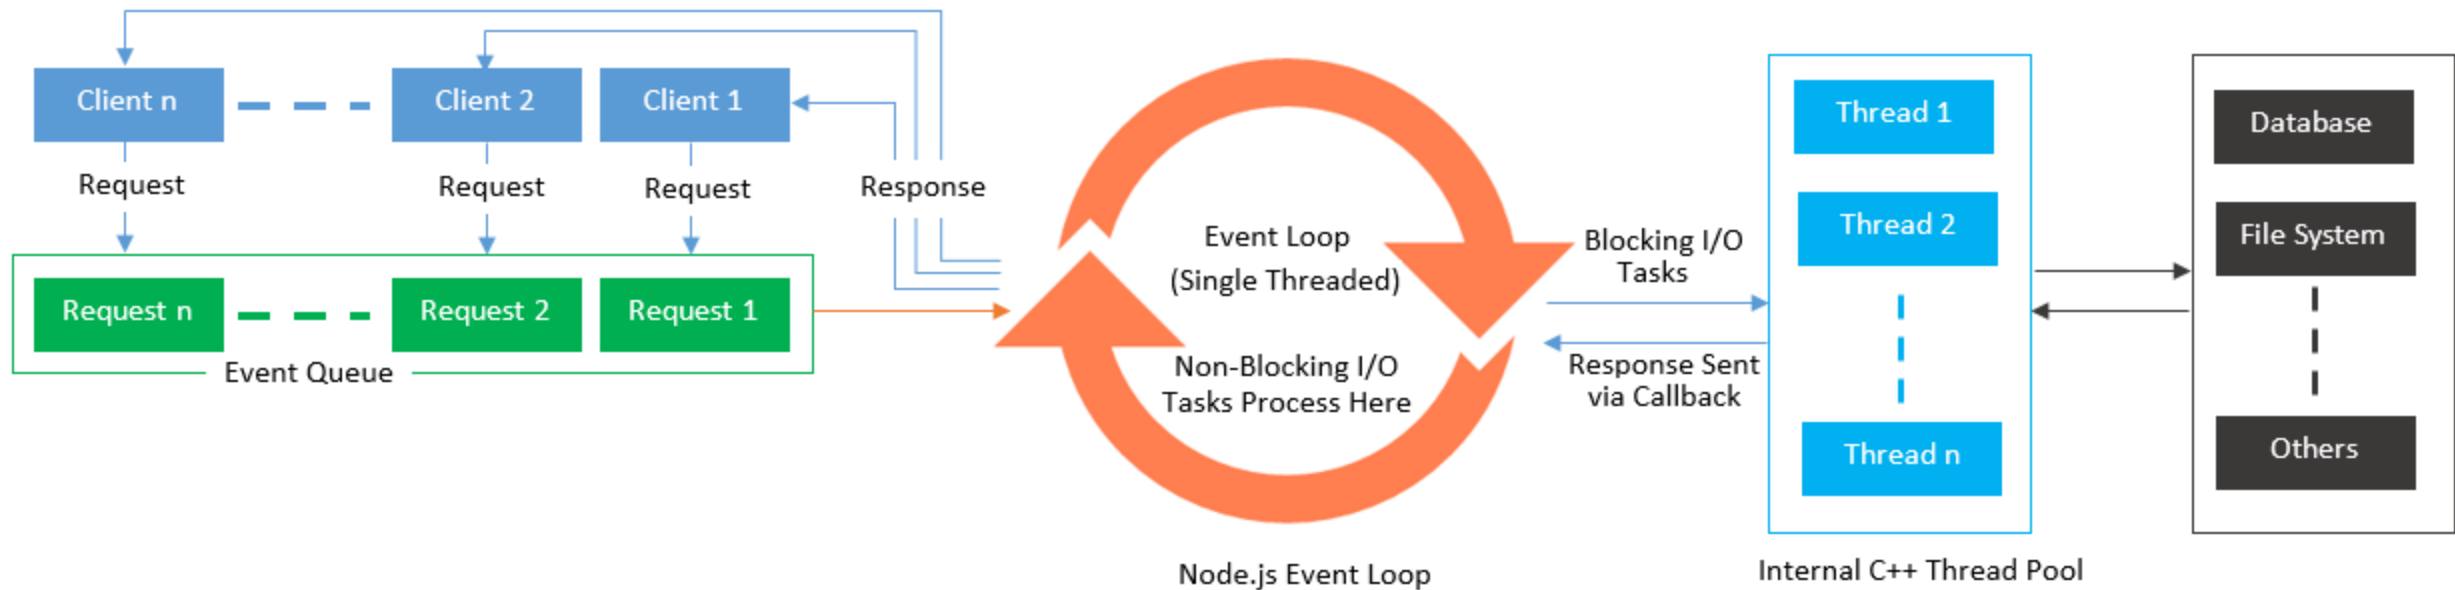 Client n
Client 2
Client 1
Request
Request
Request
Response
Request n
Request 2
Request 1
Event Queue
Event Loop
(Single Threaded)
Non-Blocking I/O
Tasks Process Here
Node.js Event Loop
Blocking I/O
Tasks
Response Sent
via Callback
Thread 1
Thread 2
Thread n
Internal C++ Thread Pool
Database
File System
Others